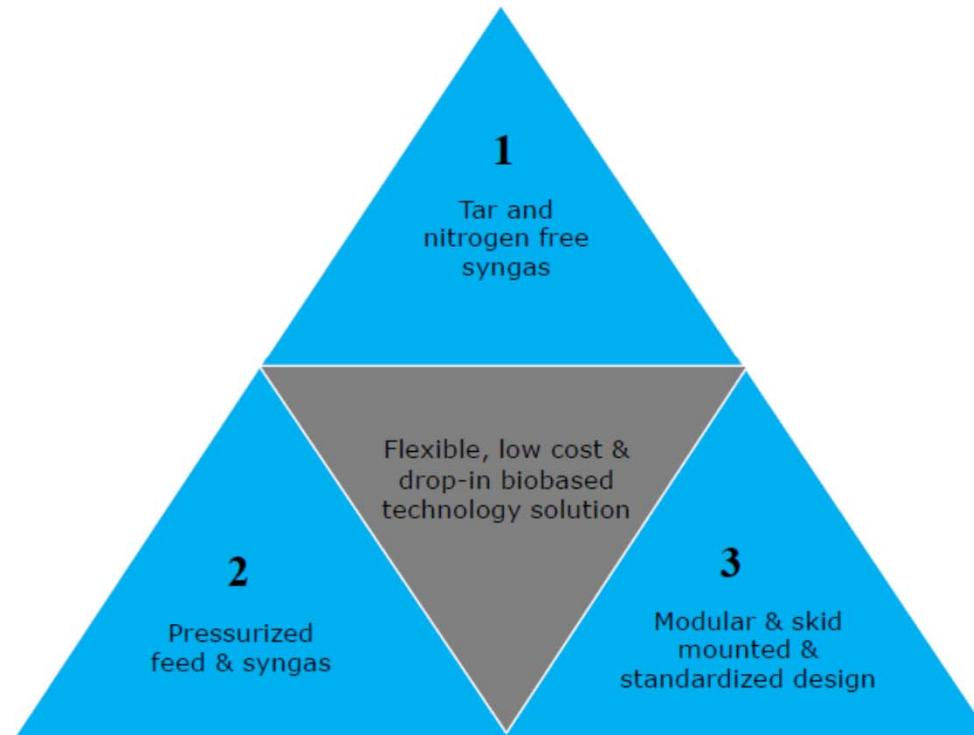 1
Tar and
nitrogen free
syngas
Flexible, low cost &
drop-in biobased
technology solution
2
Pressurized
feed & syngas
3
Modular & skid
mounted &
standardized design